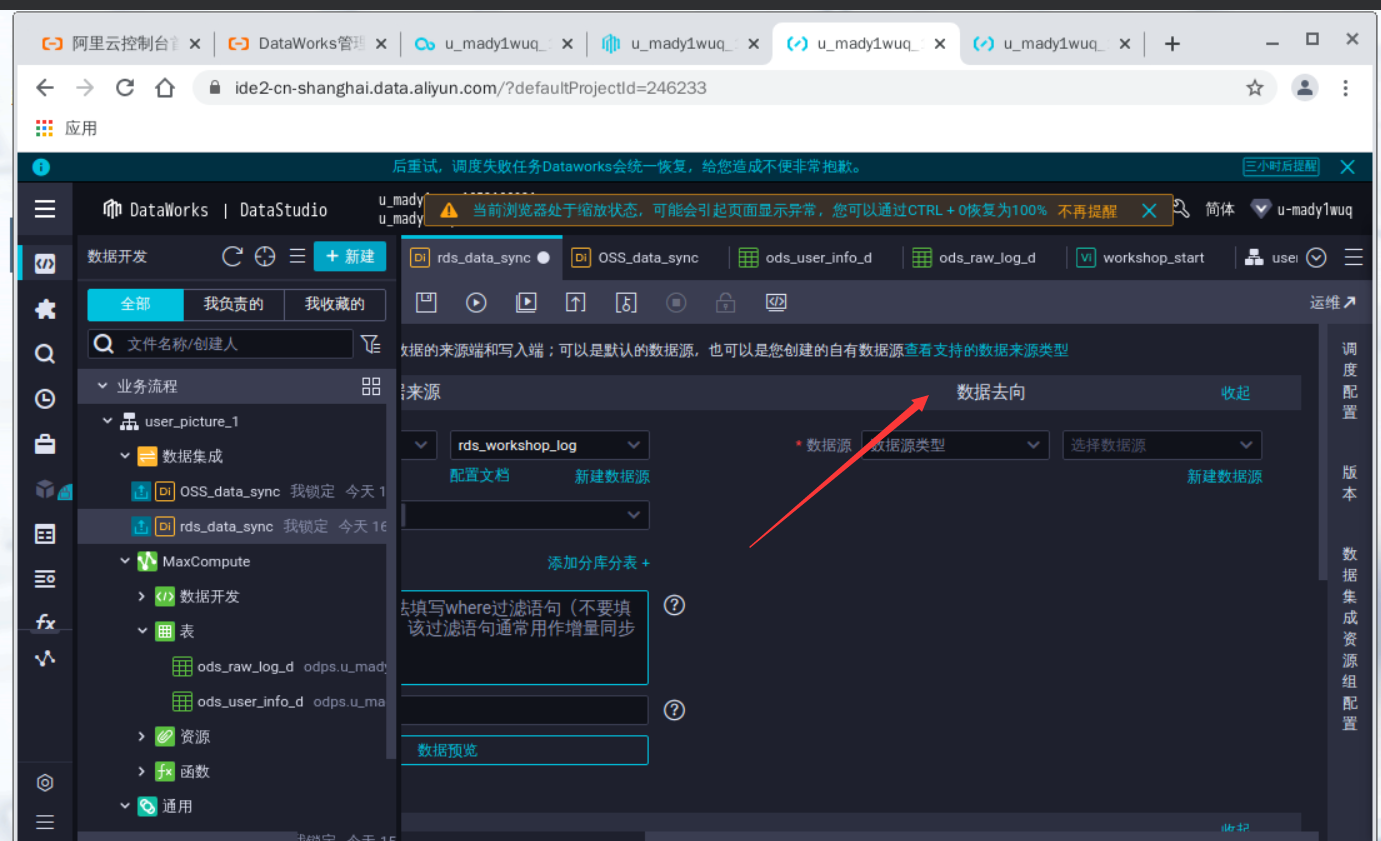 阿里云控制台首
DataWorks管理
u_mady1wuq_
u_mady1wuq_
u_mady1wuq_
u_mady1wuq_
ide2-cn-shanghai.data.aliyun.com/?defaultProjectId=246233
应用
后重试，调度失败任务Dataworks会统一恢复，给您造成不便非常抱歉。
三小时后提醒
DataWorks | DataStudio
u_mady
u_mady
当前浏览器处于缩放状态，可能会引起页面显示异常，您可以通过CTRL + 0恢复为100%
不再提醒
简体
u-mady1wuq
数据开发
+ 新建
Di rds_data_sync
Di OSS_data_sync
ods_user_info_d
ods_raw_log_d
Vi workshop_start
user
全部
我负责的
我收藏的
运维
文件名称/创建人
数据的来源端和写入端；可以是默认的数据源，也可以是您创建的自有数据源查看支持的数据来源类型
业务流程
据来源
数据去向
收起
user_picture_1
rds_workshop_log
* 数据源
数据源类型
选择数据源
数据集成
配置文档
新建数据源
新建数据源
Di OSS_data_sync 我锁定 今天 1
Di rds_data_sync 我锁定 今天 16
MaxCompute
添加分库分表 +
数据开发
法填写where过滤语句（不要填
该过滤语句通常用作增量同步
表
ods_raw_log_d odps.u_mady
ods_user_info_d odps.u_ma
资源
数据预览
fx 函数
通用
收起
我锁定 今天 15
fx
调度配置
版本
数据集成资源组配置